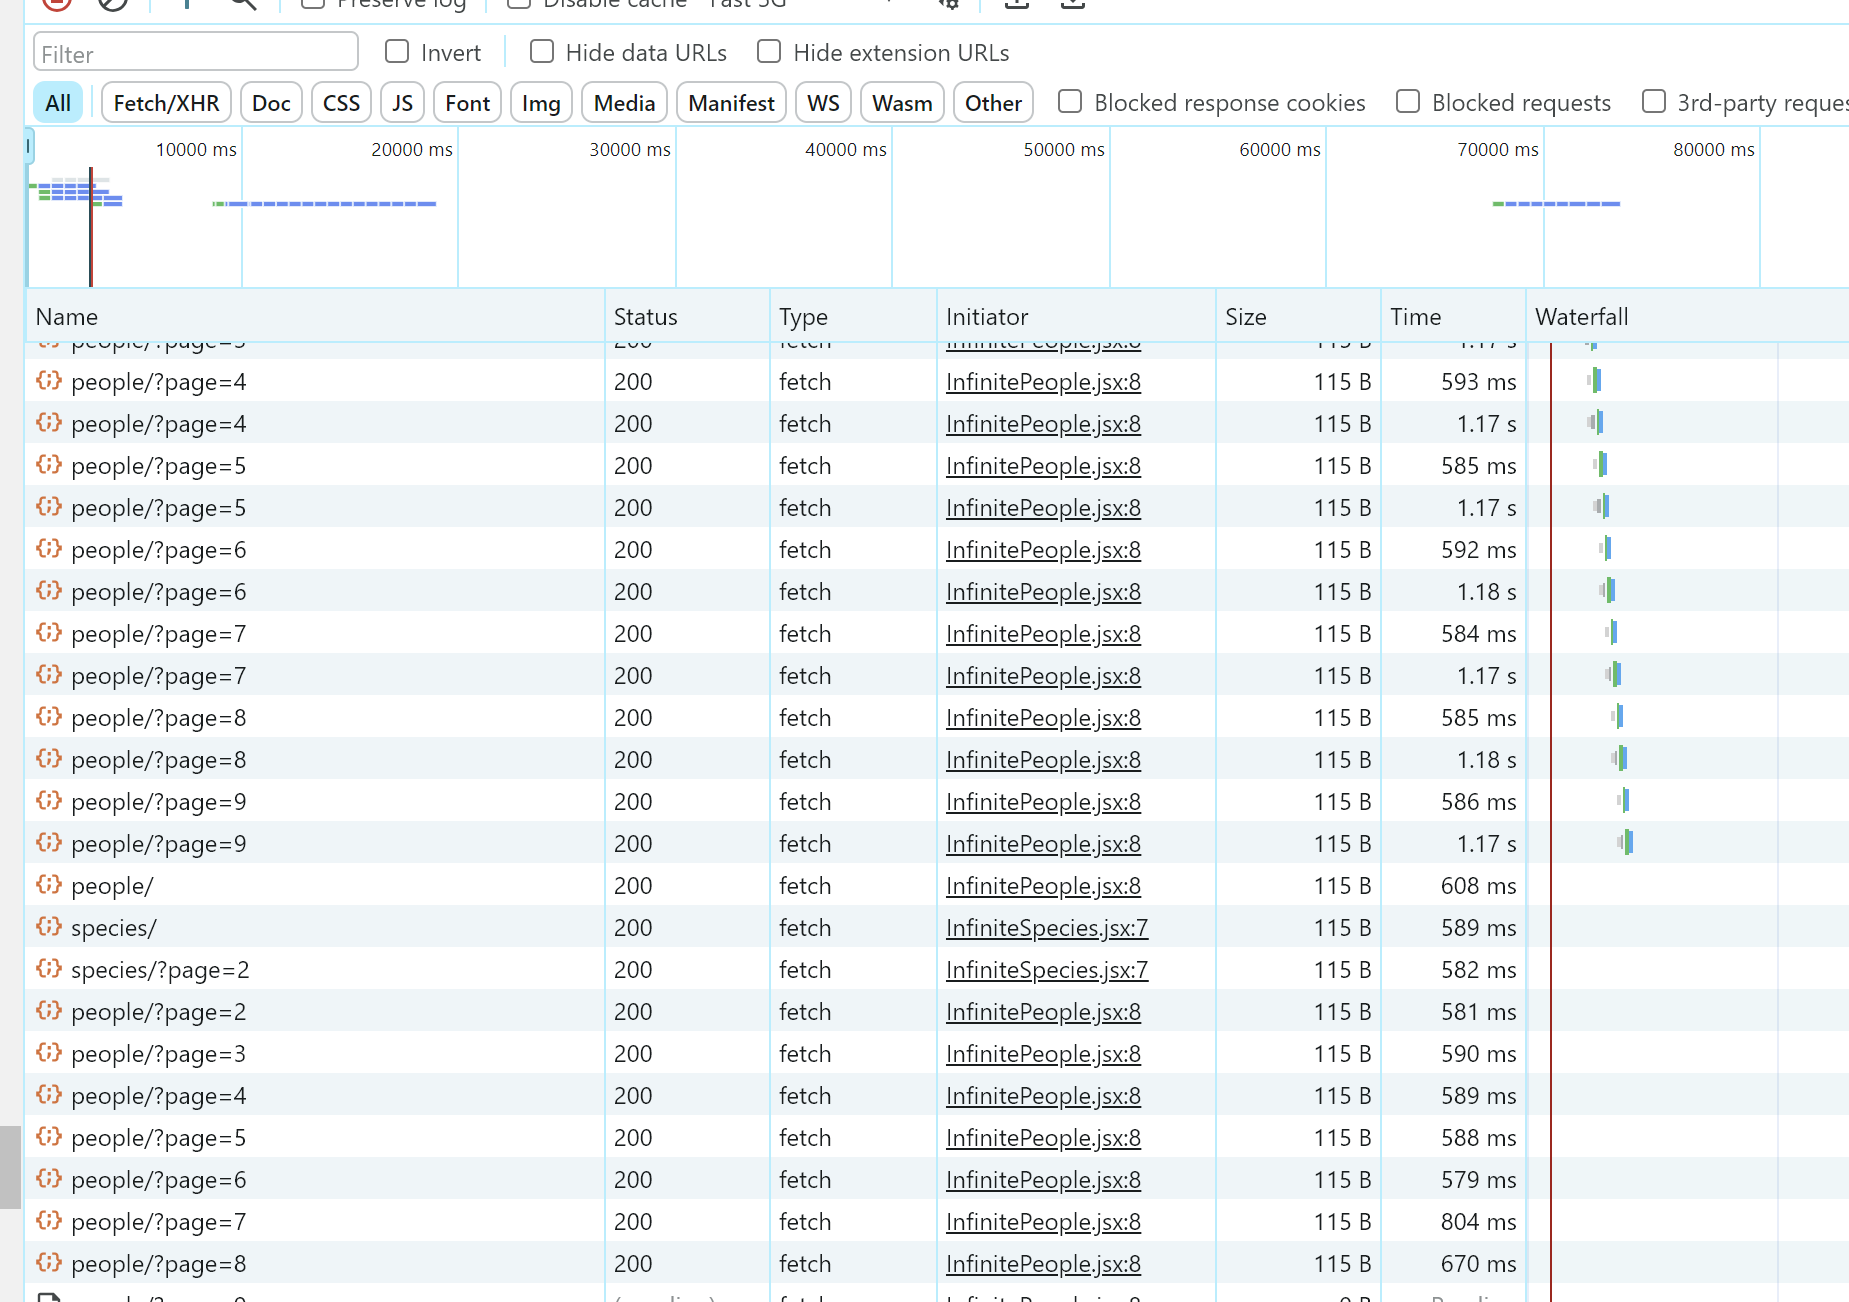 Preserve log Disable cache Fast 3G
Filter Invert Hide data URLs Hide extension URLs
All Fetch/XHR Doc CSS JS Font Img Media Manifest WS Wasm Other Blocked response cookies Blocked requests 3rd-party reques
10000 ms 20000 ms 30000 ms 40000 ms 50000 ms 60000 ms 70000 ms 80000 ms
Name Status Type Initiator Size Time Waterfall
people/?page=3 200 fetch InfinitePeople.jsx:8 115 B 1.17 s
people/?page=4 200 fetch InfinitePeople.jsx:8 115 B 593 ms
people/?page=4 200 fetch InfinitePeople.jsx:8 115 B 1.17 s
people/?page=5 200 fetch InfinitePeople.jsx:8 115 B 585 ms
people/?page=5 200 fetch InfinitePeople.jsx:8 115 B 1.17 s
people/?page=6 200 fetch InfinitePeople.jsx:8 115 B 592 ms
people/?page=6 200 fetch InfinitePeople.jsx:8 115 B 1.18 s
people/?page=7 200 fetch InfinitePeople.jsx:8 115 B 584 ms
people/?page=7 200 fetch InfinitePeople.jsx:8 115 B 1.17 s
people/?page=8 200 fetch InfinitePeople.jsx:8 115 B 585 ms
people/?page=8 200 fetch InfinitePeople.jsx:8 115 B 1.18 s
people/?page=9 200 fetch InfinitePeople.jsx:8 115 B 586 ms
people/?page=9 200 fetch InfinitePeople.jsx:8 115 B 1.17 s
people/ 200 fetch InfinitePeople.jsx:8 115 B 608 ms
species/ 200 fetch InfiniteSpecies.jsx:7 115 B 589 ms
species/?page=2 200 fetch InfiniteSpecies.jsx:7 115 B 582 ms
people/?page=2 200 fetch InfinitePeople.jsx:8 115 B 581 ms
people/?page=3 200 fetch InfinitePeople.jsx:8 115 B 590 ms
people/?page=4 200 fetch InfinitePeople.jsx:8 115 B 589 ms
people/?page=5 200 fetch InfinitePeople.jsx:8 115 B 588 ms
people/?page=6 200 fetch InfinitePeople.jsx:8 115 B 579 ms
people/?page=7 200 fetch InfinitePeople.jsx:8 115 B 804 ms
people/?page=8 200 fetch InfinitePeople.jsx:8 115 B 670 ms